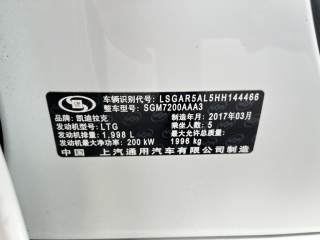 车辆识别代号: LSGAR5AL5HH144466
整车型号: SGM7200AAA3
品牌: 凯迪拉克 制造年月: 2017年03月
发动机型号: LTG 乘坐人数: 5
发动机排量: 1.998 L 最大允许总质量:
发动机最大净功率: 200 kW 1996 kg
中国 上汽通用汽车有限公司制造